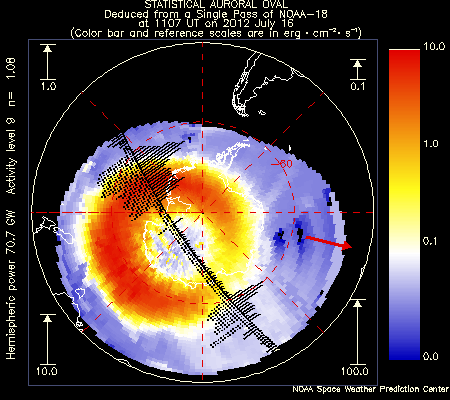 STATISTICAL AURORAL OVAL
Deduced from a Single Pass of NOAA-18
at 1107 UT on 2012 July 16
(Color bar and reference scales are in erg · cm⁻² · s⁻¹)
1.0
0.1
10.0
1.0
0.1
0.0
-60
Hemispheric power 70.7 GW Activity level 9 n= 1.08
10.0
100.0
NOAA Space Weather Prediction Center